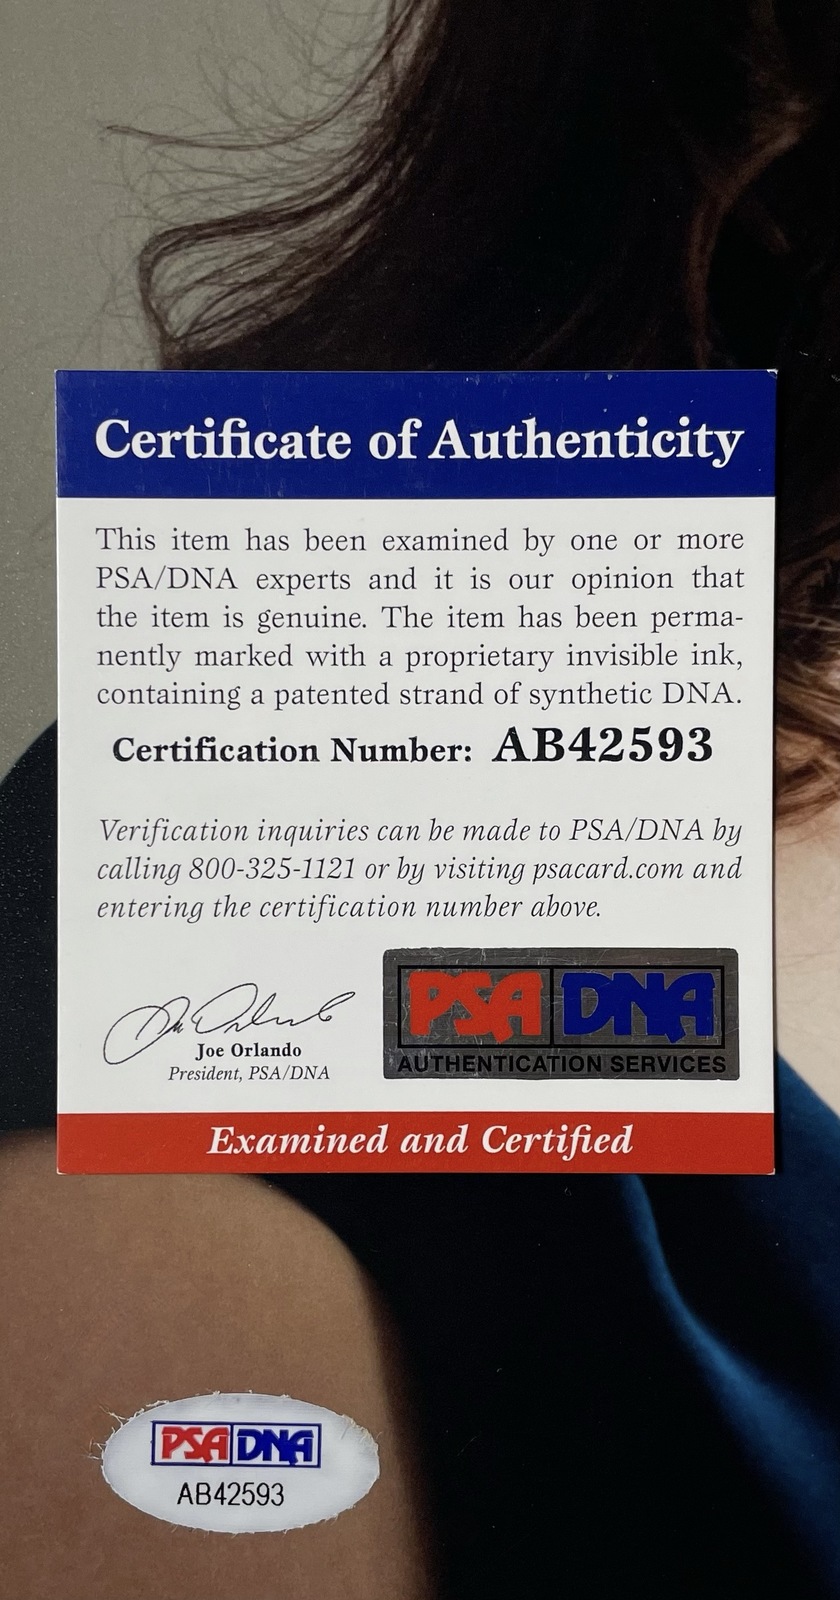 Certificate of Authenticity
This item has been examined by one or more
PSA/DNA experts and it is our opinion that
the item is genuine. The item has been perma-
nently marked with a proprietary invisible ink,
containing a patented strand of synthetic DNA.
Certification Number: AB42593
Verification inquiries can be made to PSA/DNA by
calling 800-325-1121 or by visiting psacard.com and
entering the certification number above.
Joe Orlando
President, PSA/DNA
PSA DNA
AUTHENTICATION SERVICES
Examined and Certified
PSA DNA
AB42593